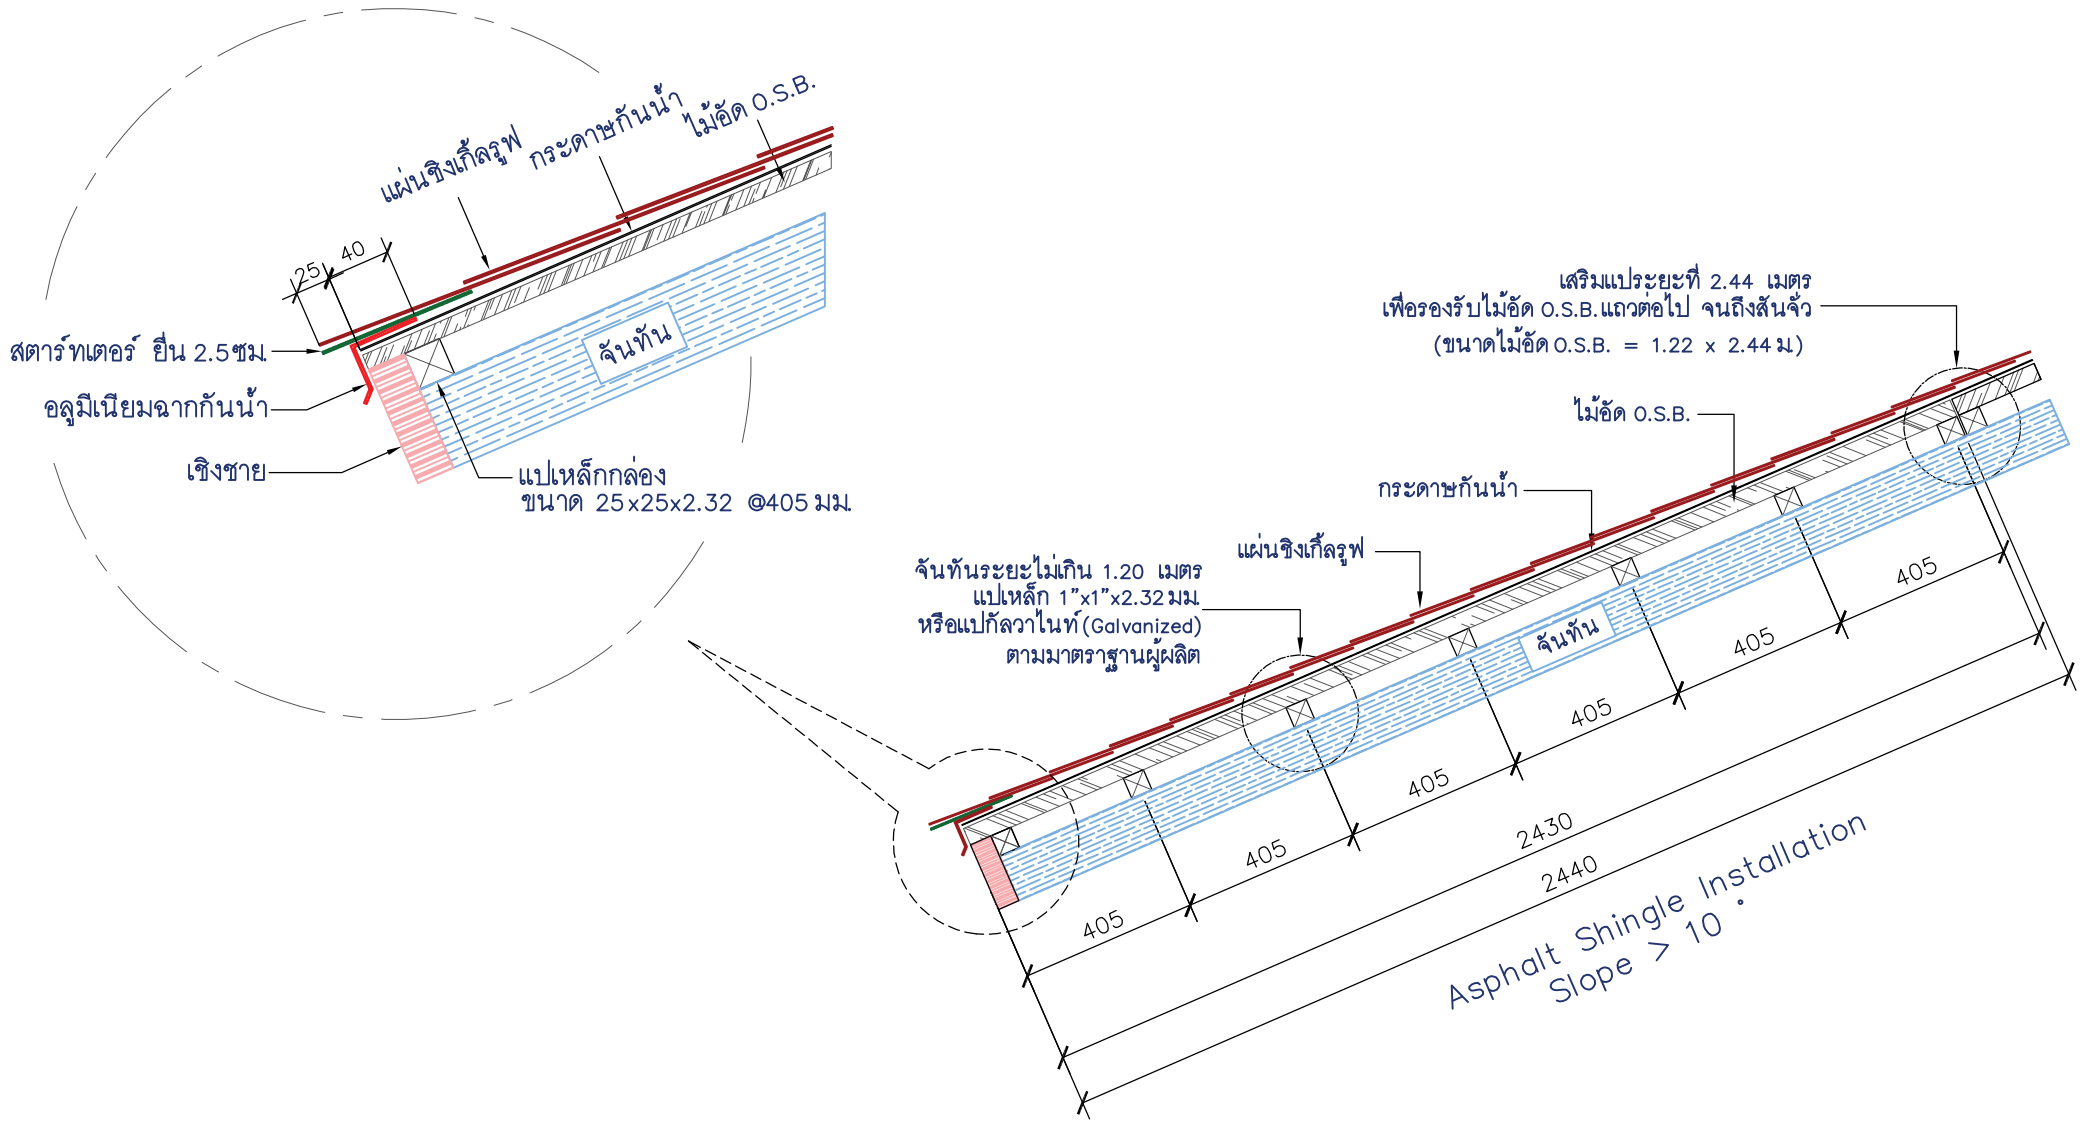 แผ่นชิงเกิ้ลรูฟ
กระดาษกันน้ำ
ไม้อัด O.S.B.
25
40
สตาร์ทเตอร์ ยื่น 2.5ซม.
อลูมีเนียมฉากกันน้ำ
เชิงชาย
จันทัน
แปเหล็กกล่อง
ขนาด 25x25x2.32 @405 มม.
เสริมแประยะที่ 2.44 เมตร
เพื่อรองรับไม้อัด O.S.B.แถวต่อไป จนถึงสันจั่ว
(ขนาดไม้อัด O.S.B. = 1.22 x 2.44 ม.)
ไม้อัด O.S.B.
กระดาษกันน้ำ
แผ่นชิงเกิ้ลรูฟ
จันทันระยะไม่เกิน 1.20 เมตร
แปเหล็ก 1”x1”x2.32 มม.
หรือแปกัลวาไนท์ (Galvanized)
ตามมาตราฐานผู้ผลิต
จันทัน
405
405
405
405
405
405
2430
2440
Asphalt Shingle Installation
Slope > 10 °